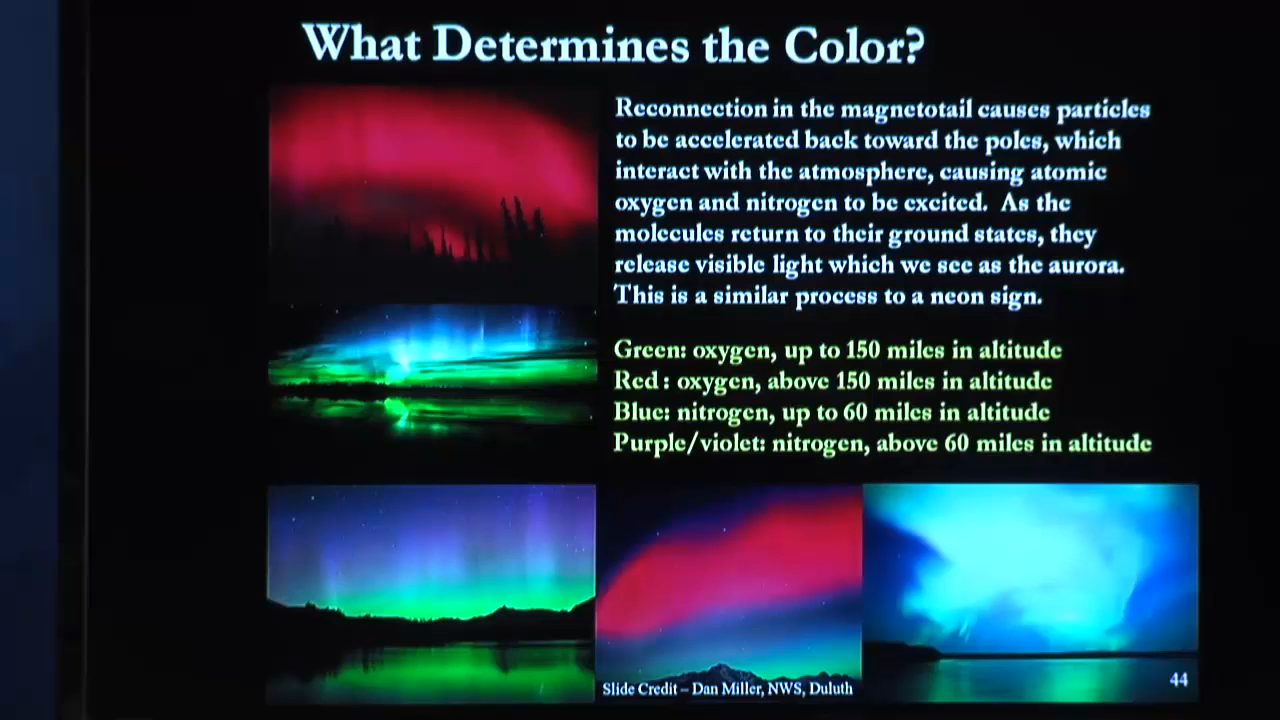 What Determines the Color?
Reconnection in the magnetotail causes particles
to be accelerated back toward the poles, which
interact with the atmosphere, causing atomic
oxygen and nitrogen to be excited.  As the
molecules return to their ground states, they
release visible light which we see as the aurora.
This is a similar process to a neon sign.
Green: oxygen, up to 150 miles in altitude
Red : oxygen, above 150 miles in altitude
Blue: nitrogen, up to 60 miles in altitude
Purple/violet: nitrogen, above 60 miles in altitude
Slide Credit – Dan Miller, NWS, Duluth
44